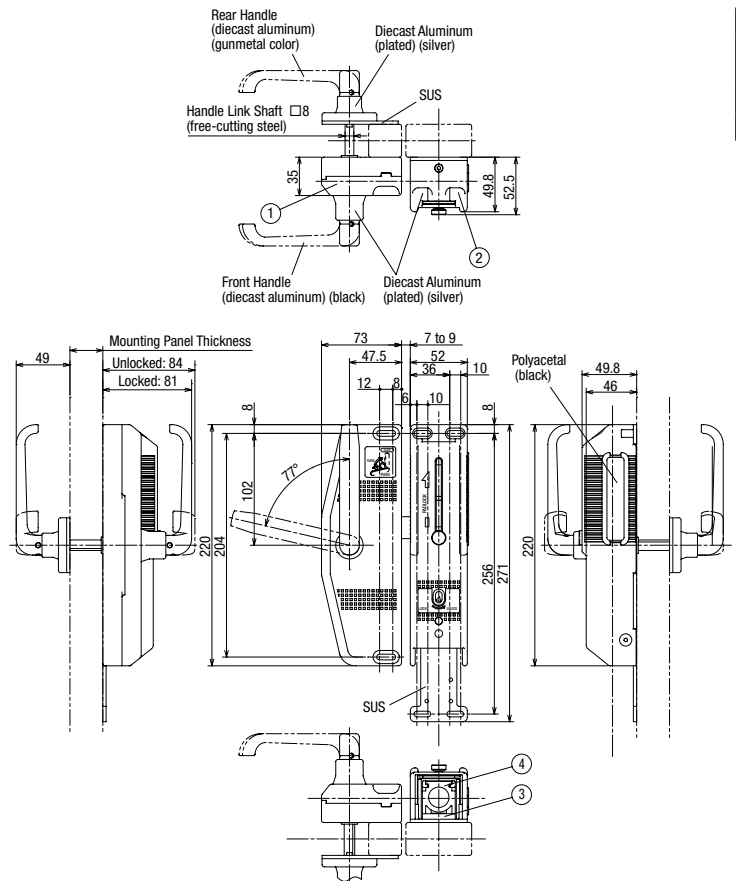 Rear Handle
(diecast aluminum)
(gunmetal color)
Diecast Aluminum
(plated) (silver)
SUS
Handle Link Shaft □8
(free-cutting steel)
35
49.8
52.5
1
2
Front Handle
(diecast aluminum) (black)
Diecast Aluminum
(plated) (silver)
Mounting Panel Thickness
49
Unlocked: 84
Locked: 81
73
47.5
12
8
7 to 9
52
36
10
6
10
Polyacetal
(black)
49.8
46
8
8
77°
102
220
204
PADLOCK
256
271
220
LOCK
SUS
4
3